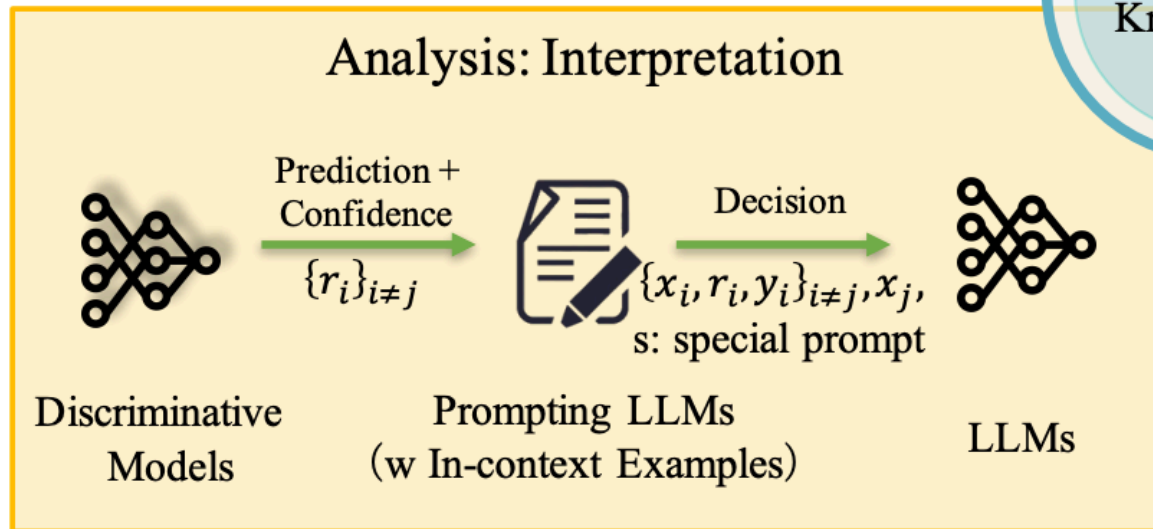 Kr
Analysis: Interpretation
Prediction +
Confidence
{r_i}_{i≠j}
Decision
{x_i, r_i, y_i}_{i≠j}, x_j,
s: special prompt
Discriminative
Models
Prompting LLMs
(w In-context Examples)
LLMs